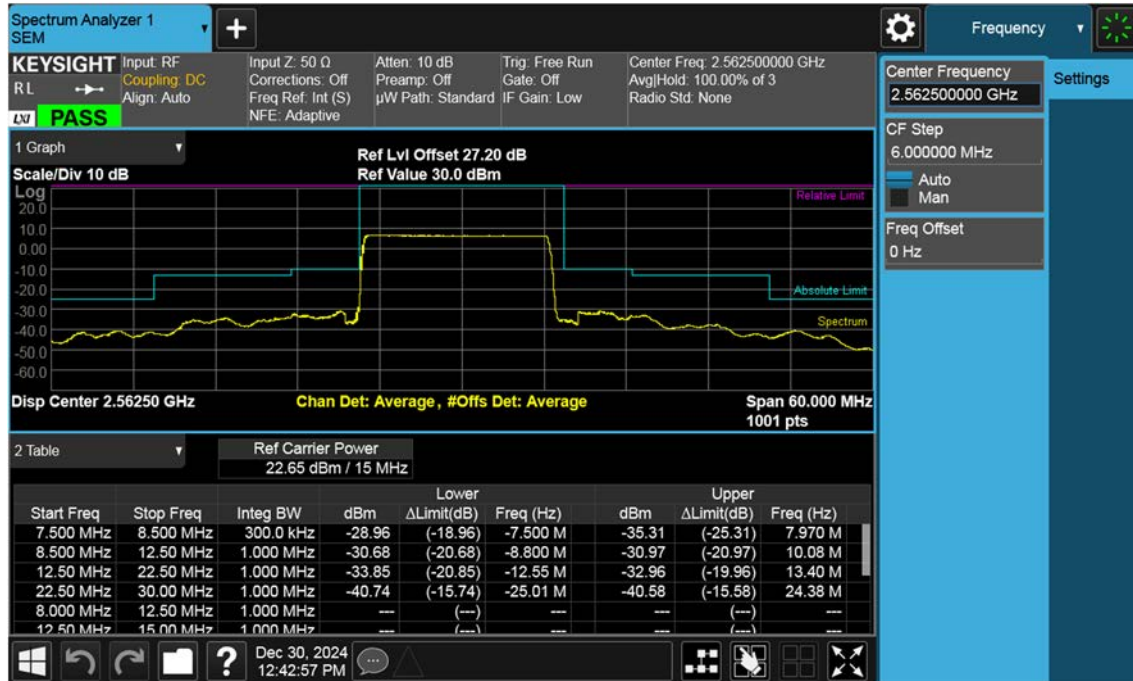 Spectrum Analyzer 1
SEM
Frequency
KEYSIGHT
RL
LXI PASS
Input: RF
Coupling: DC
Align: Auto
Input Z: 50 Ω
Corrections: Off
Freq Ref: Int (S)
NFE: Adaptive
Atten: 10 dB
Preamp: Off
µW Path: Standard
Trig: Free Run
Gate: Off
IF Gain: Low
Center Freq: 2.562500000 GHz
Avg|Hold: 100.00% of 3
Radio Std: None
Center Frequency
2.562500000 GHz
Settings
CF Step
6.000000 MHz
Auto
Man
Freq Offset
0 Hz
1 Graph
Scale/Div 10 dB
Ref Lvl Offset 27.20 dB
Ref Value 30.0 dBm
Log
20.0
10.0
0.00
-10.0
-20.0
-30.0
-40.0
-50.0
-60.0
Relative Limit
Absolute Limit
Spectrum
Disp Center 2.56250 GHz
Chan Det: Average, #Offs Det: Average
Span 60.000 MHz
1001 pts
2 Table
Ref Carrier Power
22.65 dBm / 15 MHz
Lower Upper
Start Freq Stop Freq Integ BW dBm ΔLimit(dB) Freq (Hz) dBm ΔLimit(dB) Freq (Hz)
7.500 MHz 8.500 MHz 300.0 kHz -28.96 (-18.96) -7.500 M -35.31 (-25.31) 7.970 M
8.500 MHz 12.50 MHz 1.000 MHz -30.68 (-20.68) -8.800 M -30.97 (-20.97) 10.08 M
12.50 MHz 22.50 MHz 1.000 MHz -33.85 (-20.85) -12.55 M -32.96 (-19.96) 13.40 M
22.50 MHz 30.00 MHz 1.000 MHz -40.74 (-15.74) -25.01 M -40.58 (-15.58) 24.38 M
8.000 MHz 12.50 MHz 1.000 MHz --- (---) --- --- (---) ---
12.50 MHz 15.00 MHz 1.000 MHz --- (---) --- --- (---) ---
? Dec 30, 2024
12:42:57 PM